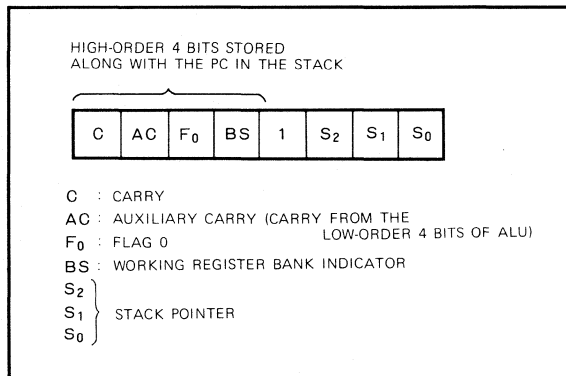 HIGH-ORDER 4 BITS STORED
ALONG WITH THE PC IN THE STACK
C AC F₀ BS 1 S₂ S₁ S₀
C : CARRY
AC : AUXILIARY CARRY (CARRY FROM THE
LOW-ORDER 4 BITS OF ALU)
F₀ : FLAG 0
BS : WORKING REGISTER BANK INDICATOR
S₂
S₁ STACK POINTER
S₀